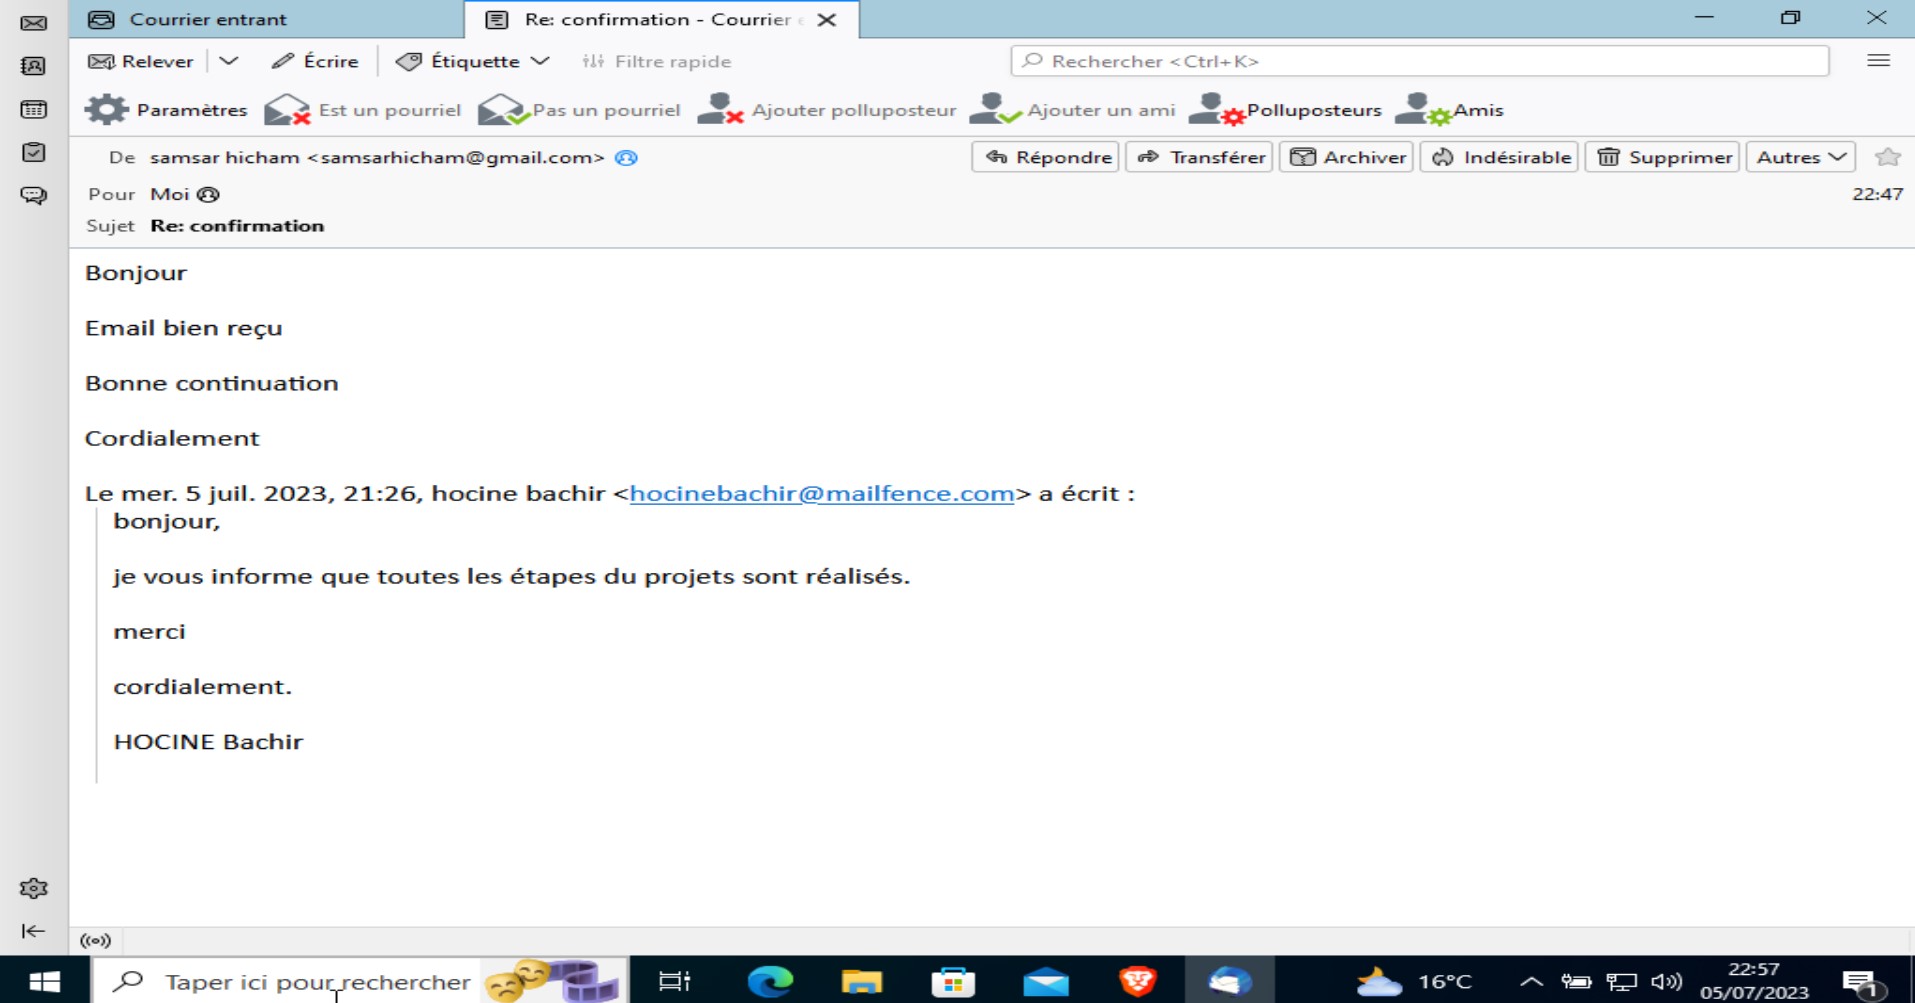 Courrier entrant
Re: confirmation - Courrier e
Relever
Écrire
Étiquette
Filtre rapide
Rechercher <Ctrl+K>
Paramètres
Est un pourriel
Pas un pourriel
Ajouter polluposteur
Ajouter un ami
Polluposteurs
Amis
De samsar hicham <samsarhicham@gmail.com>
Répondre
Transférer
Archiver
Indésirable
Supprimer
Autres
Pour Moi
22:47
Sujet Re: confirmation
Bonjour
Email bien reçu
Bonne continuation
Cordialement
Le mer. 5 juil. 2023, 21:26, hocine bachir <hocinebachir@mailfence.com> a écrit :
bonjour,
je vous informe que toutes les étapes du projets sont réalisés.
merci
cordialement.
HOCINE Bachir
Taper ici pour rechercher
16°C
22:57
05/07/2023
1